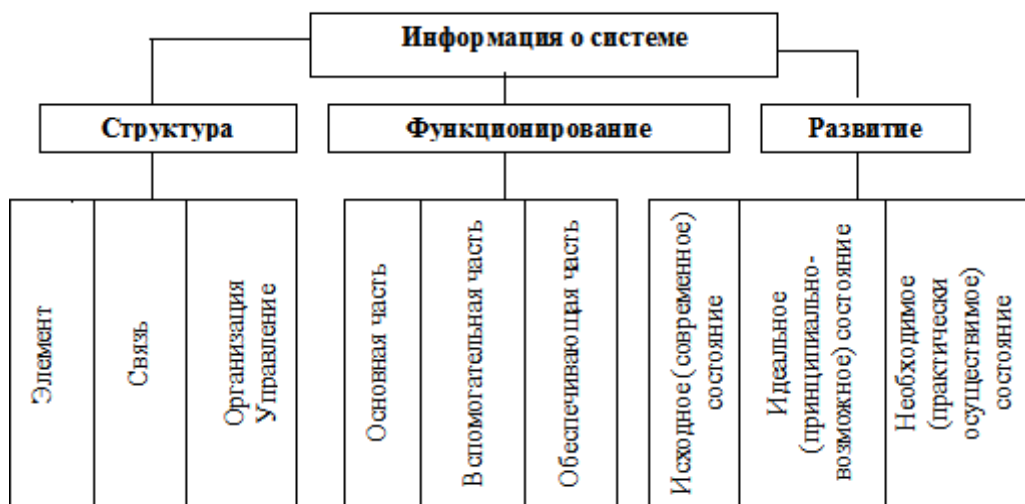 Информация о системе
Структура
Функционирование
Развитие
Элемент
Связь
Организация
Управление
Основная часть
Вспомогательная часть
Обеспечивающая часть
Исходное (современное)
состояние
Идеальное
(принципиально-
возможное) состояние
Необходимое
(практически
осуществимое)
состояние